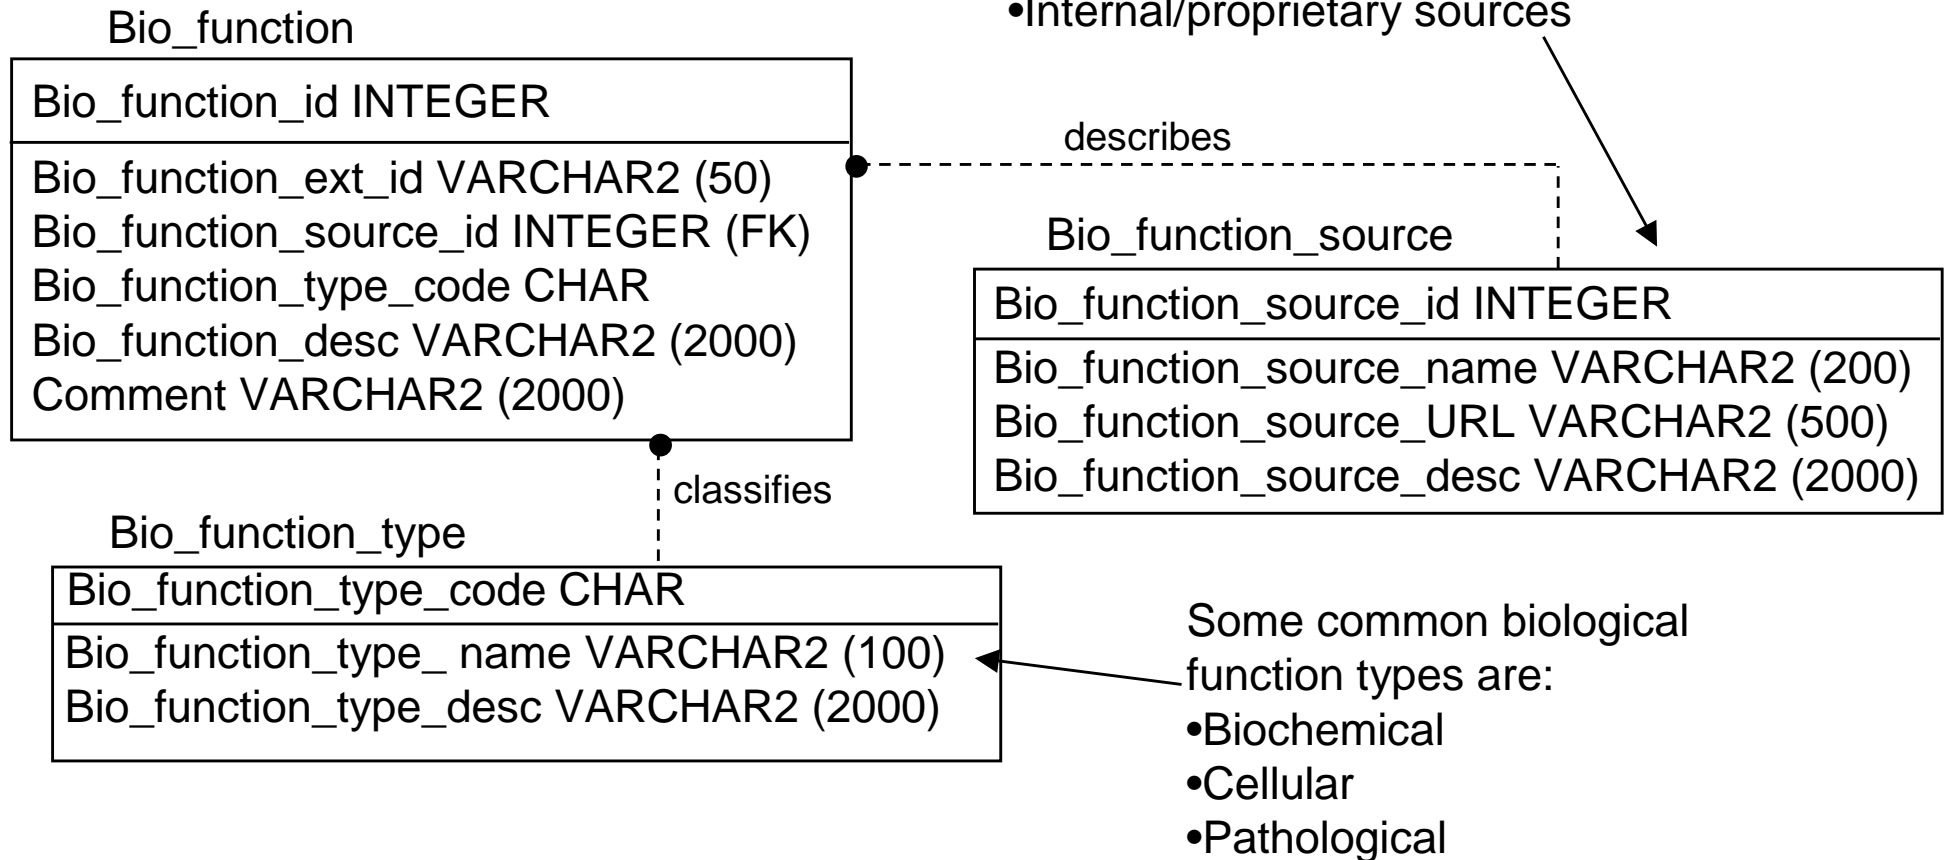 Bio_function
Bio_function_id INTEGER
Bio_function_ext_id VARCHAR2 (50)
Bio_function_source_id INTEGER (FK)
Bio_function_type_code CHAR
Bio_function_desc VARCHAR2 (2000)
Comment VARCHAR2 (2000)
•Internal/proprietary sources
describes
Bio_function_source
Bio_function_source_id INTEGER
Bio_function_source_name VARCHAR2 (200)
Bio_function_source_URL VARCHAR2 (500)
Bio_function_source_desc VARCHAR2 (2000)
classifies
Bio_function_type
Bio_function_type_code CHAR
Bio_function_type_ name VARCHAR2 (100)
Bio_function_type_desc VARCHAR2 (2000)
Some common biological
function types are:
•Biochemical
•Cellular
•Pathological